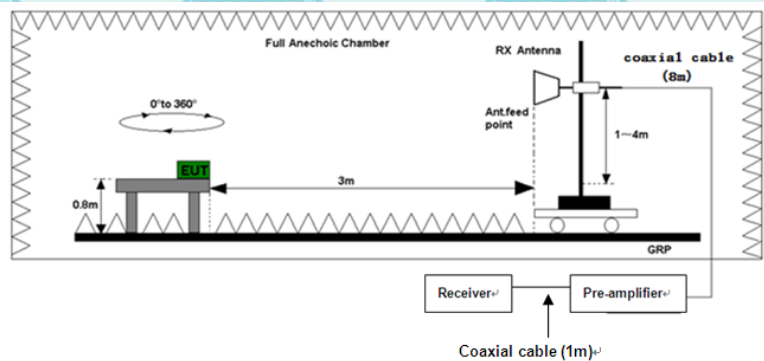 Full Anechoic Chamber
RX Antenna
coaxial cable
(8m)
0°to 360°
Ant.feed
point
1~4m
EUT
3m
0.8m
GRP
Receiver↵
Pre-amplifier↵
Coaxial cable (1m)↵